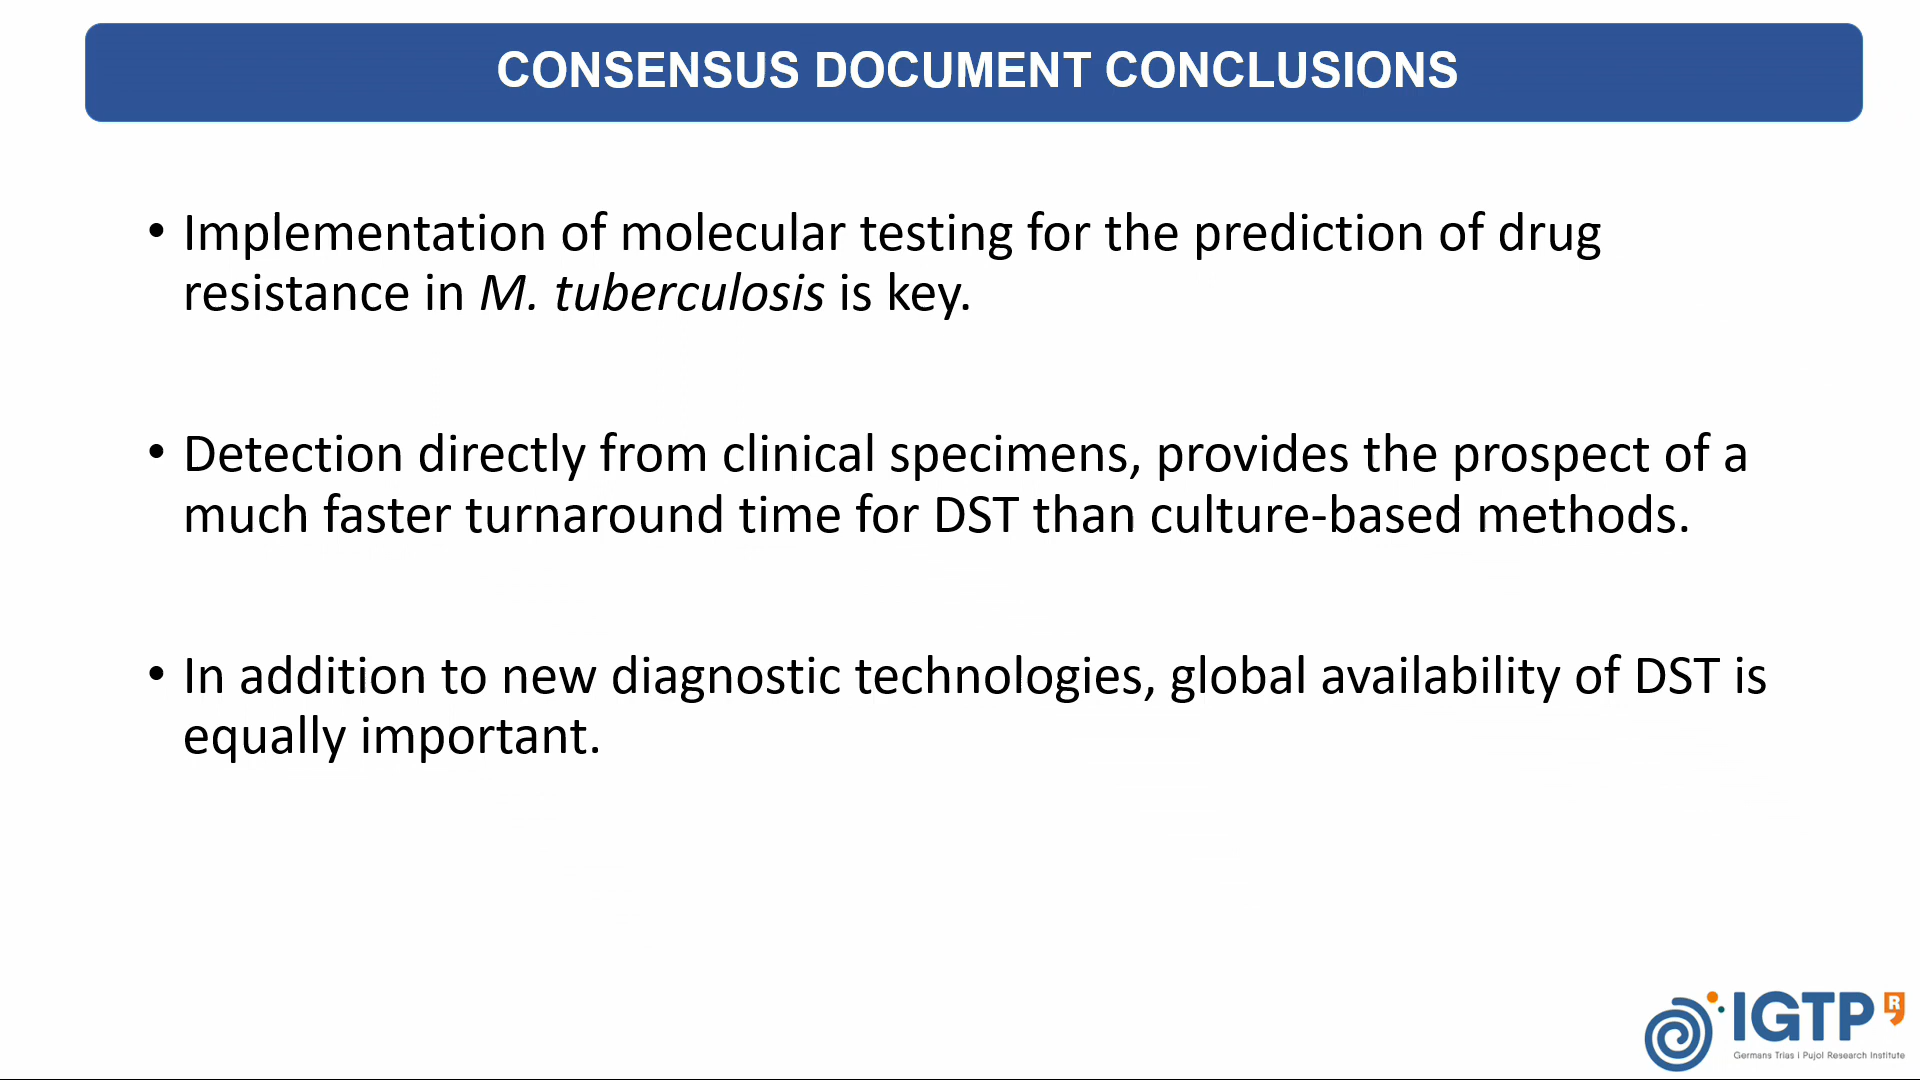 CONSENSUS DOCUMENT CONCLUSIONS
• Implementation of molecular testing for the prediction of drug
resistance in M. tuberculosis is key.
• Detection directly from clinical specimens, provides the prospect of a
much faster turnaround time for DST than culture-based methods.
• In addition to new diagnostic technologies, global availability of DST is
equally important.
IGTP R
Germans Trias i Pujol Research Institute